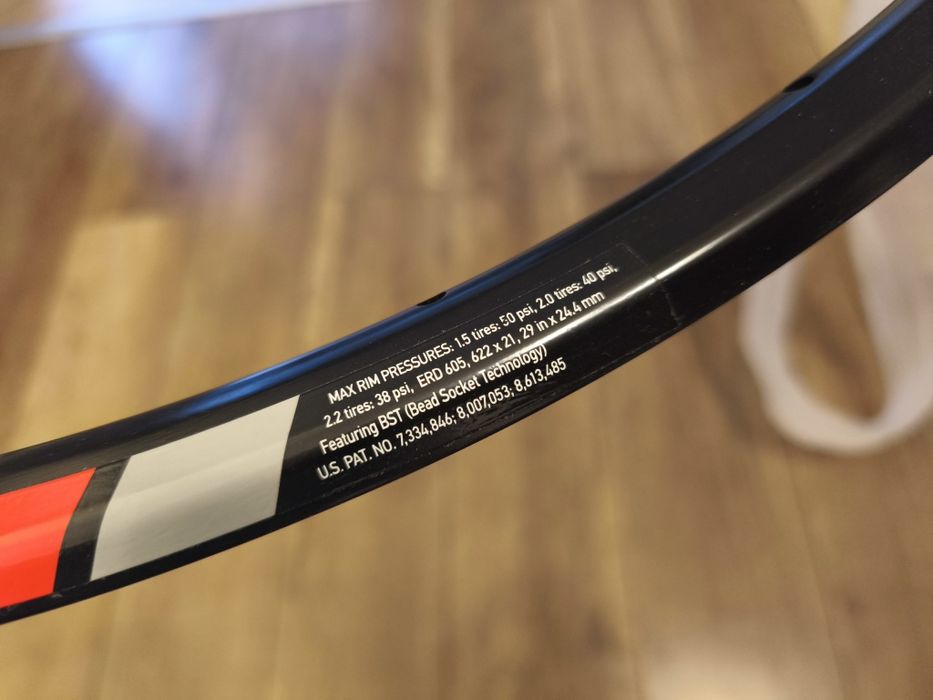 MAX RIM PRESSURES: 1.5 tires: 50 psi, 2.0 tires: 40 psi,
2.2 tires: 38 psi, ERD 605, 622 x 21, 29 in x 24.4 mm
Featuring BST (Bead Socket Technology)
U.S. PAT. NO. 7,334,846; 8,007,053; 8,613,485